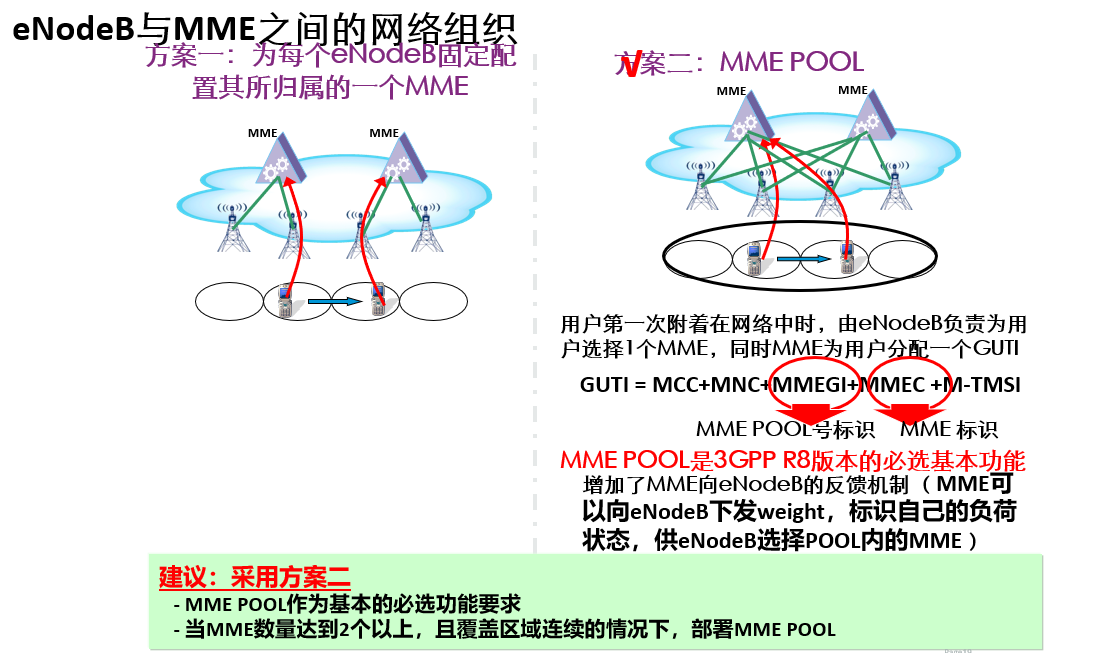 eNodeB与MME之间的网络组织
方案一：为每个eNodeB固定配
置其所归属的一个MME
MME
MME
√
方案二：MME POOL
MME
MME
用户第一次附着在网络中时，由eNodeB负责为用
户选择1个MME，同时MME为用户分配一个GUTI
GUTI = MCC+MNC+MMEGI+MMEC +M-TMSI
MME POOL号标识
MME 标识
MME POOL是3GPP R8版本的必选基本功能
增加了MME向eNodeB的反馈机制（ MME可
以向eNodeB下发weight，标识自己的负荷
状态，供eNodeB选择POOL内的MME ）
建议：采用方案二
- MME POOL作为基本的必选功能要求
- 当MME数量达到2个以上，且覆盖区域连续的情况下，部署MME POOL